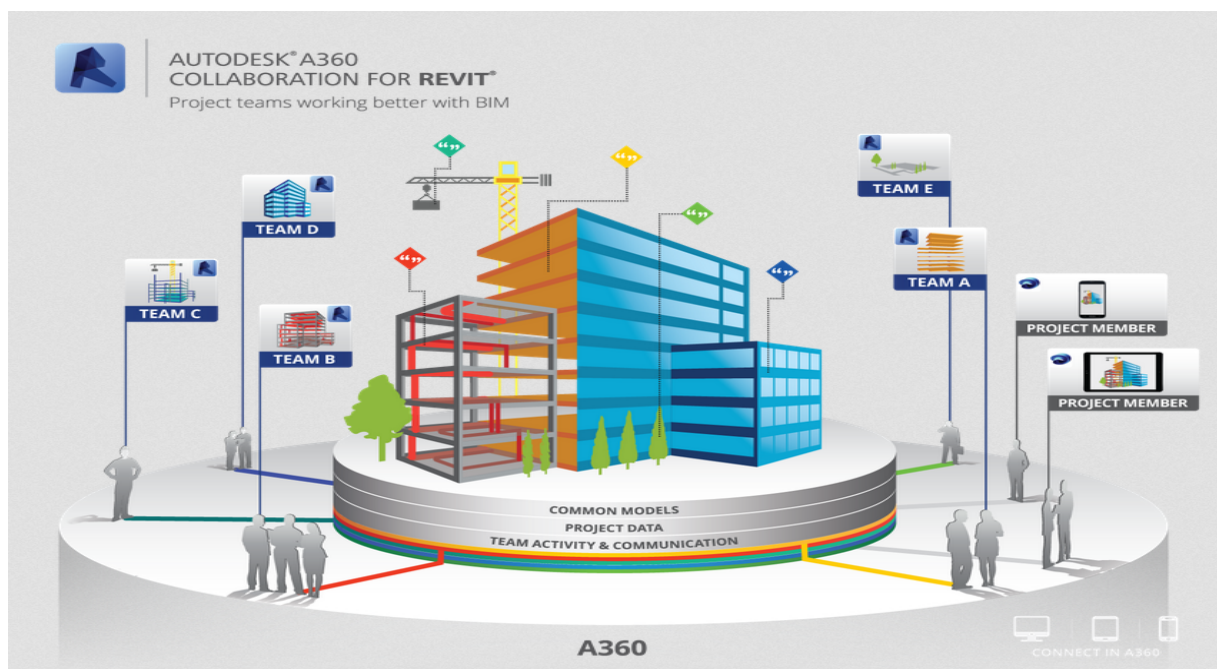 AUTODESK® A360
COLLABORATION FOR REVIT®
Project teams working better with BIM
TEAM E
TEAM D
TEAM A
TEAM C
PROJECT MEMBER
TEAM B
PROJECT MEMBER
COMMON MODELS
PROJECT DATA
TEAM ACTIVITY & COMMUNICATION
A360
CONNECT IN A360